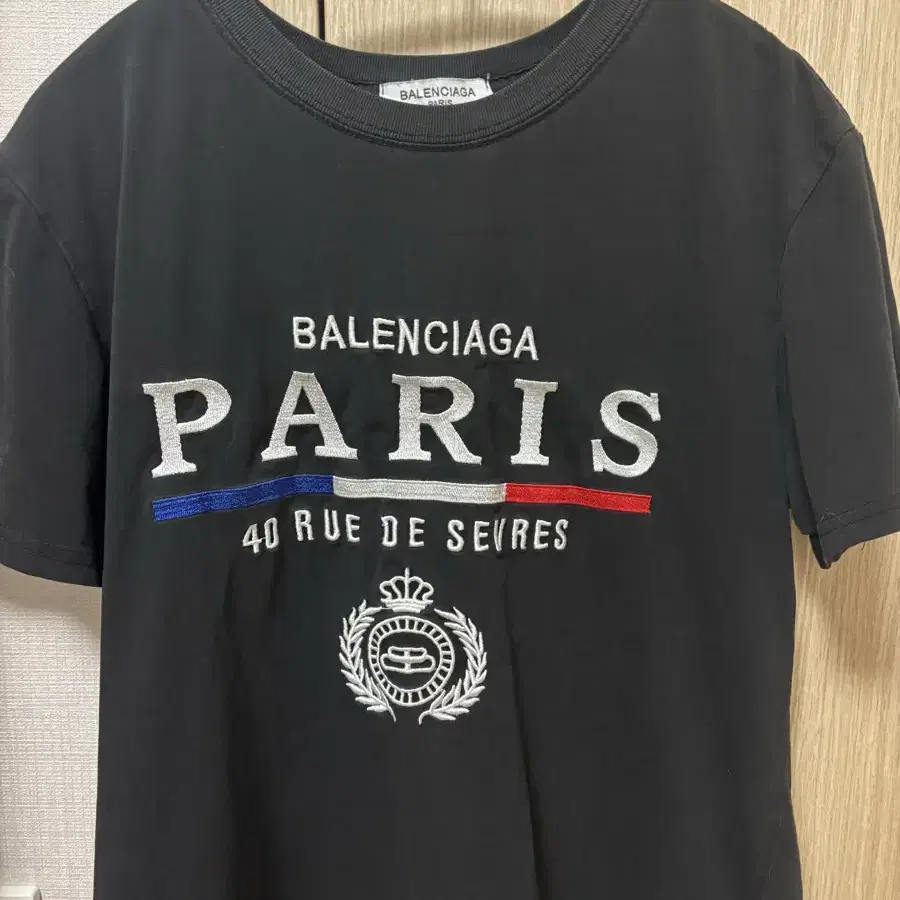 BALENCIAGA
PARIS
BALENCIAGA
PARIS
40 RUE DE SEVRES